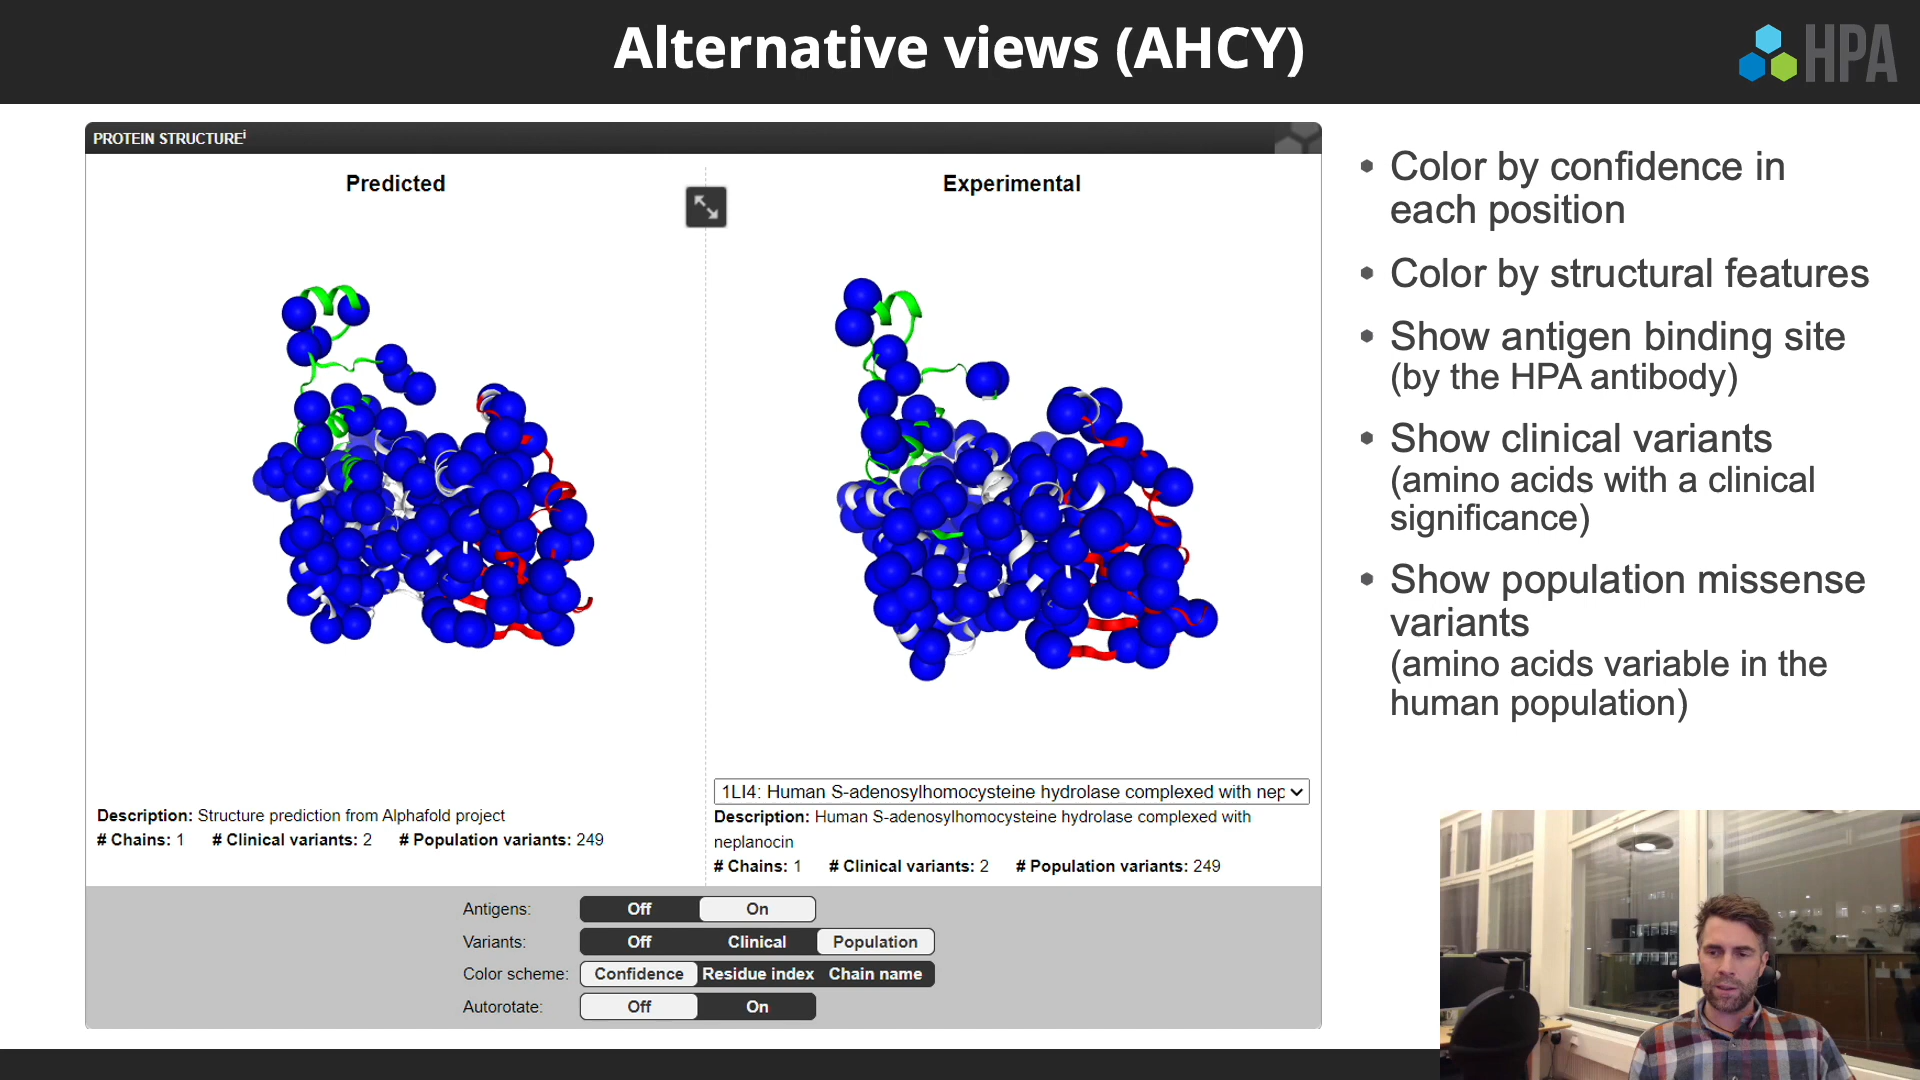 Alternative views (AHCY)
HPA
PROTEIN STRUCTUREi
Predicted
Experimental
1LI4: Human S-adenosylhomocysteine hydrolase complexed with nep
Description: Structure prediction from Alphafold project
# Chains: 1 # Clinical variants: 2 # Population variants: 249
Description: Human S-adenosylhomocysteine hydrolase complexed with
neplanocin
# Chains: 1 # Clinical variants: 2 # Population variants: 249
Antigens: Off On
Variants: Off Clinical Population
Color scheme: Confidence Residue index Chain name
Autorotate: Off On
• Color by confidence in
each position
• Color by structural features
• Show antigen binding site
(by the HPA antibody)
• Show clinical variants
(amino acids with a clinical
significance)
• Show population missense
variants
(amino acids variable in the
human population)